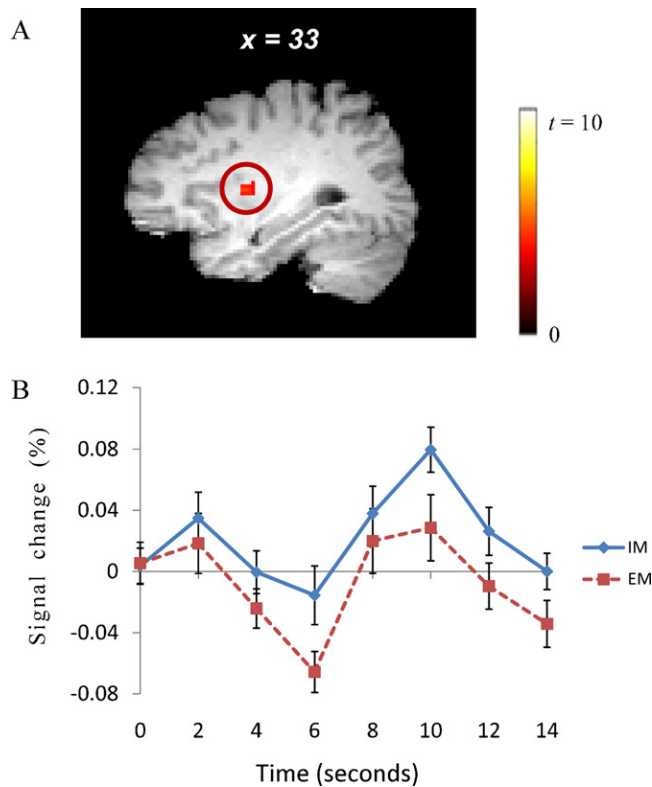 A
x = 33
t = 10
0
B
0.12
0.08
0.04
0
-0.04
-0.08
Signal change (%)
0 2 4 6 8 10 12 14
Time (seconds)
IM
EM